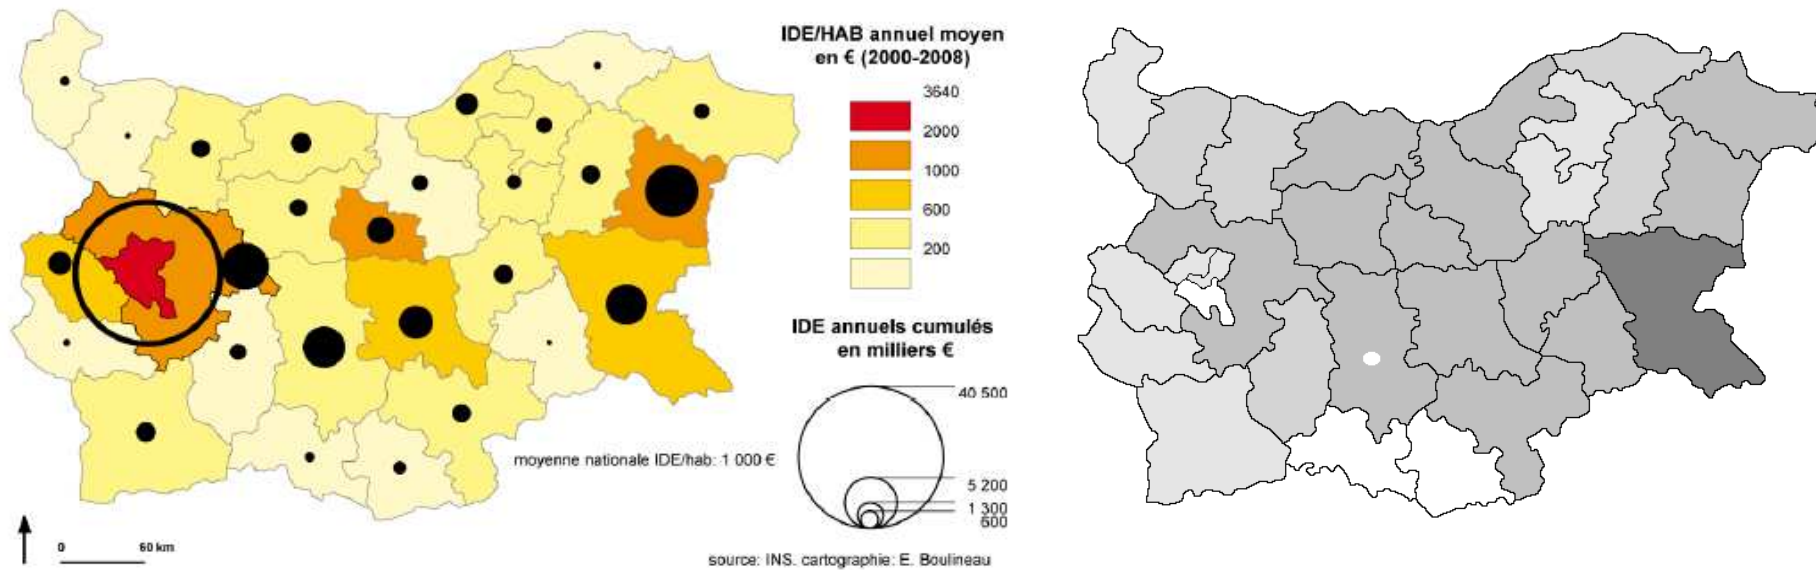 IDE/HAB annuel moyen
en € (2000-2008)
3640
2000
1000
600
200
IDE annuels cumulés
en milliers €
40 500
5 200
1 300
600
moyenne nationale IDE/hab: 1 000 €
0 60 km
source: INS. cartographie: E. Boulineau